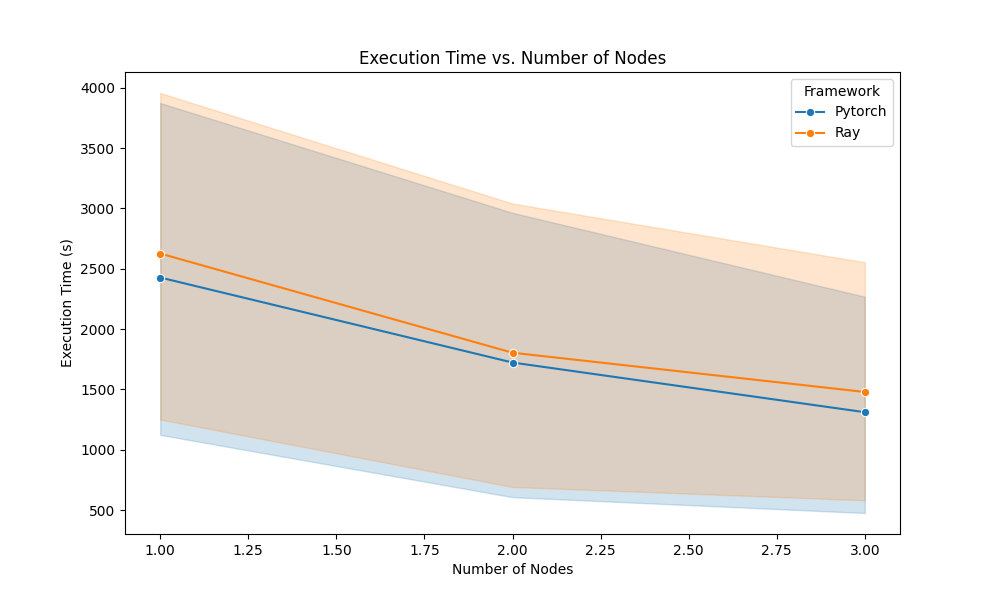 Execution Time vs. Number of Nodes
Framework
Pytorch
Ray
Execution Time (s)
4000
3500
3000
2500
2000
1500
1000
500
1.00 1.25 1.50 1.75 2.00 2.25 2.50 2.75 3.00
Number of Nodes